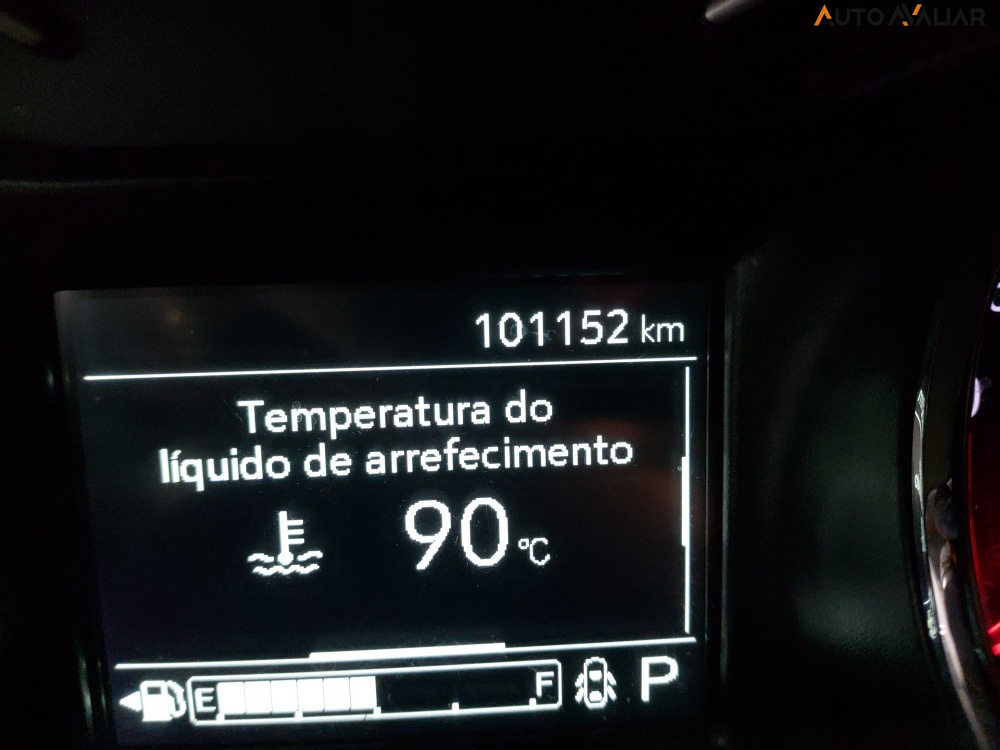 AUTO AVALIAR
101152 km
Temperatura do
líquido de arrefecimento
90 °C
E F P